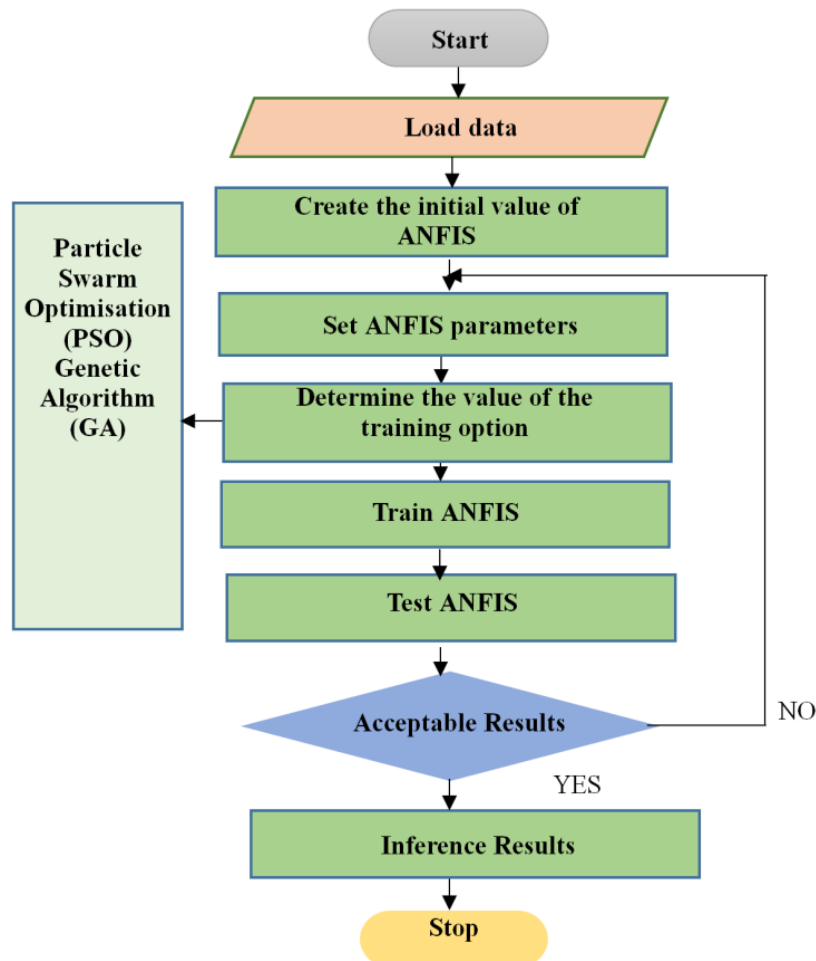 Start
Load data
Create the initial value of
ANFIS
Particle
Swarm
Optimisation
(PSO)
Genetic
Algorithm
(GA)
Set ANFIS parameters
Determine the value of the
training option
Train ANFIS
Test ANFIS
Acceptable Results
NO
YES
Inference Results
Stop